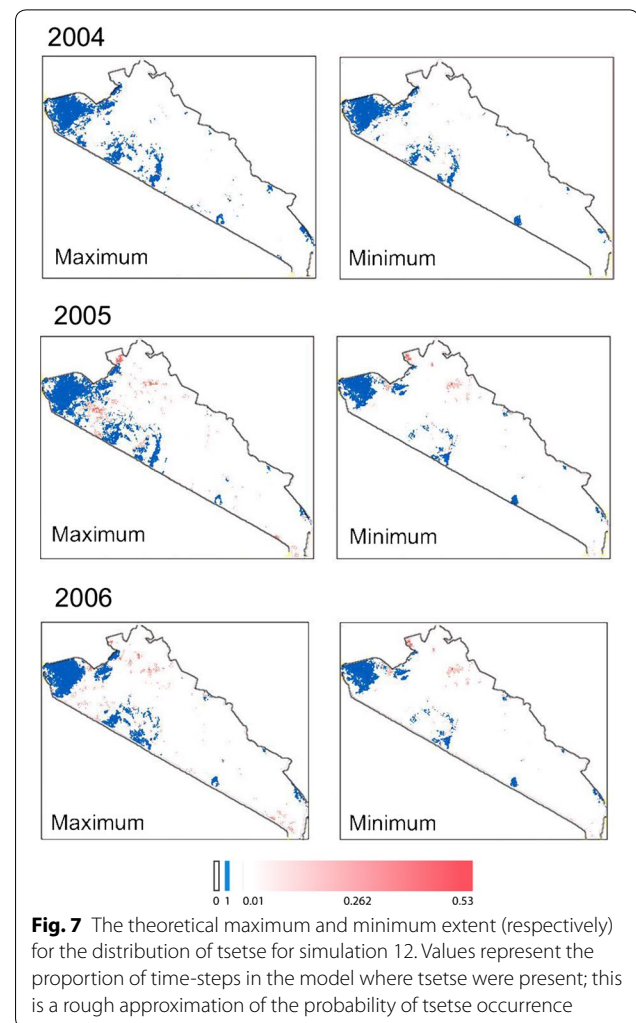 2004
Maximum
Minimum
2005
Maximum
Minimum
2006
Maximum
Minimum
0 1 0.01 0.262 0.53
Fig. 7 The theoretical maximum and minimum extent (respectively)
for the distribution of tsetse for simulation 12. Values represent the
proportion of time-steps in the model where tsetse were present; this
is a rough approximation of the probability of tsetse occurrence